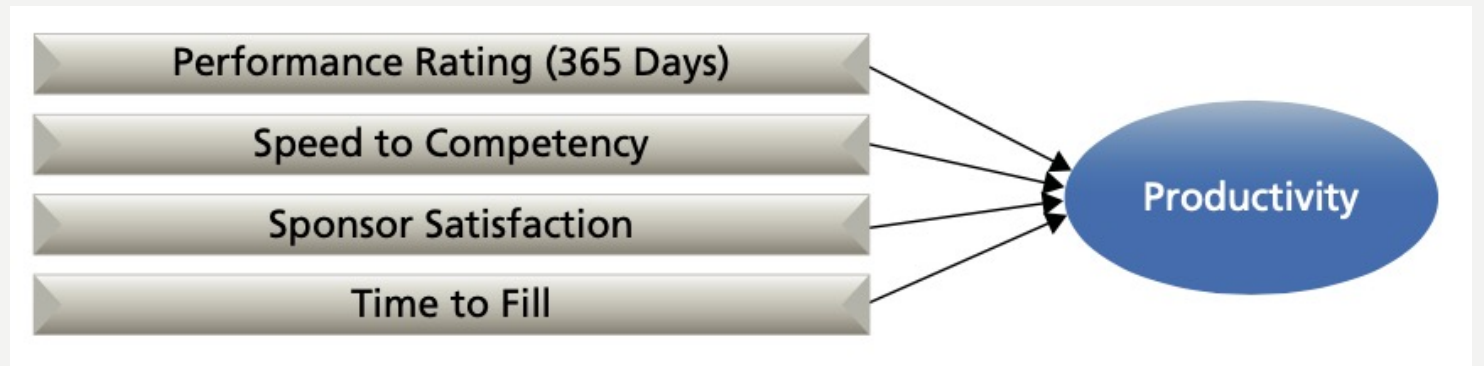 Performance Rating (365 Days)
Speed to Competency
Sponsor Satisfaction
Time to Fill
Productivity